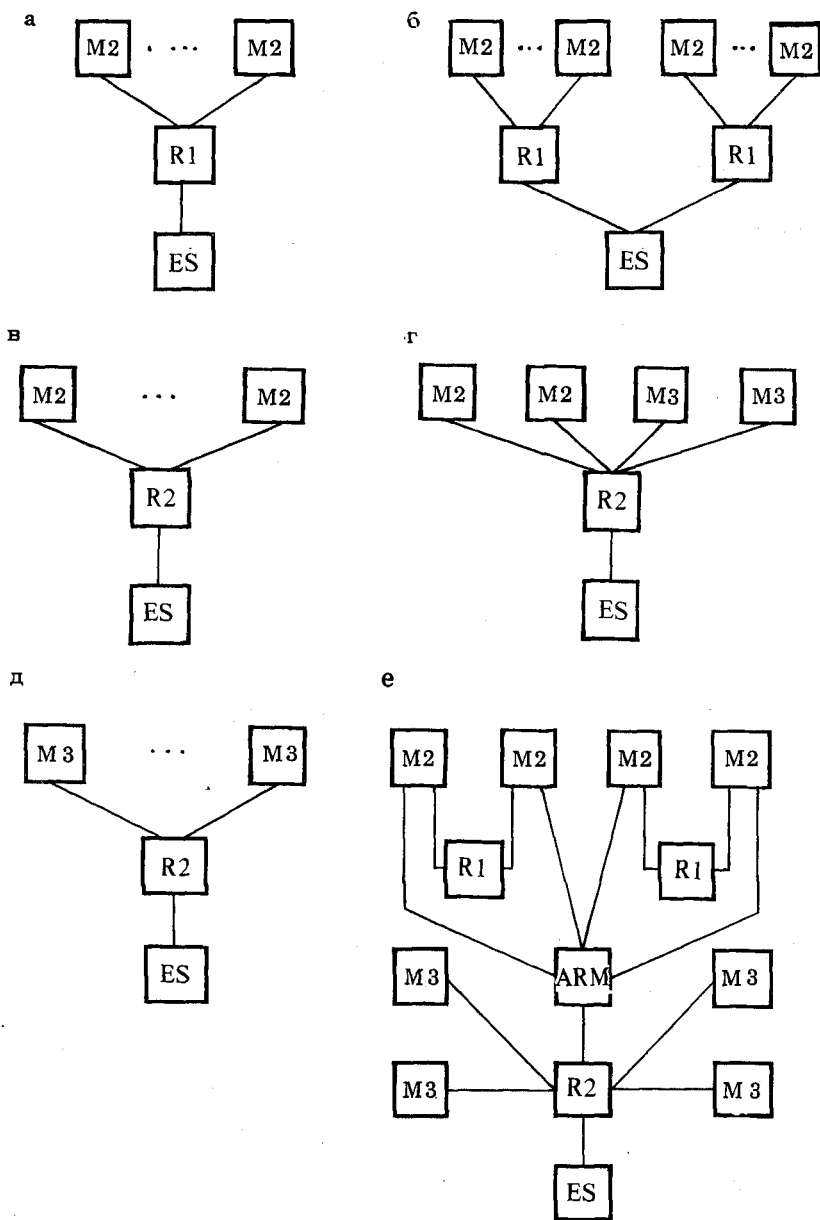 а
б
M2 · ... M2
M2 ... M2
M2 ... M2
R1
R1
R1
ES
ES
в
г
M2 ... M2
M2
M2
M3
M3
R2
R2
ES
ES
д
е
M3 ... M3
M2
M2
M2
M2
R1
R1
R2
ES
M3
ARM
M3
M3
R2
M3
ES